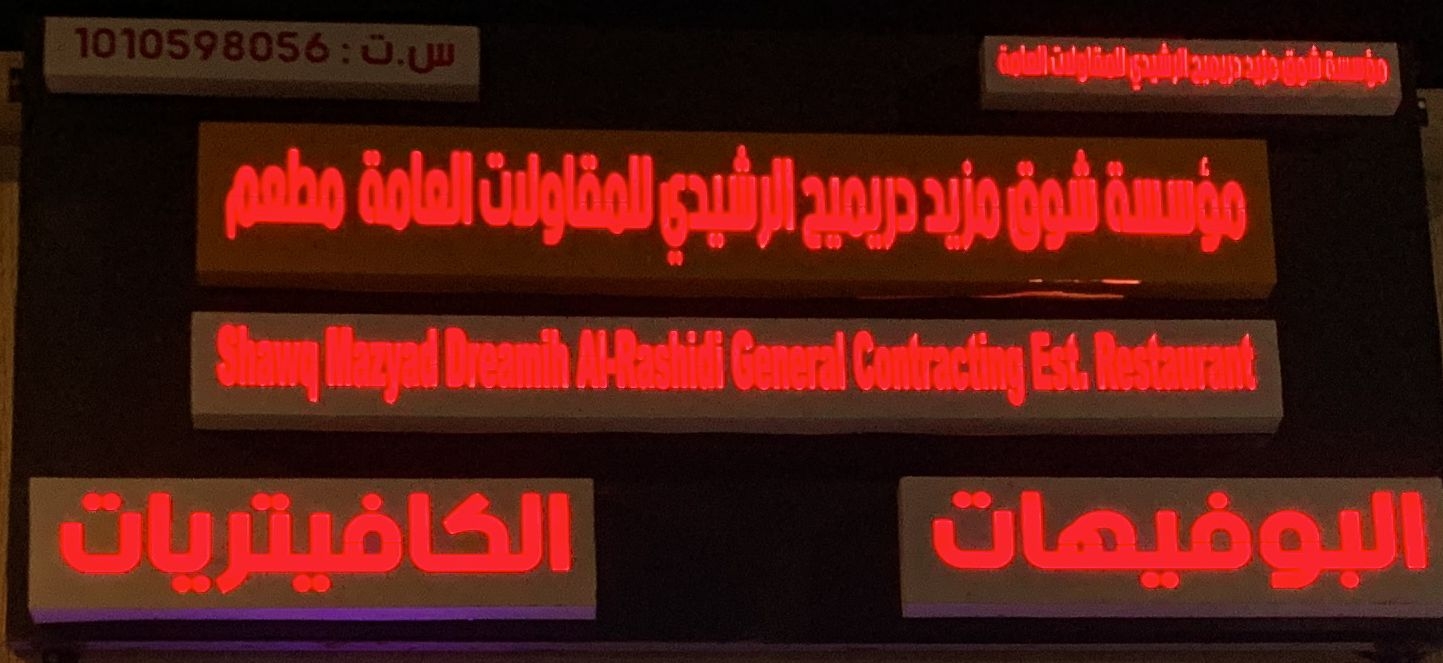 مؤسسة شوق مزيد دريميح الرشيدي للمقاولات العامة
س.ت : 1010598056
مؤسسة شوق مزيد دريميح الرشيدي للمقاولات العامة مطعم
Shawq Mazyad Dreamih Al-Rashidi General Contracting Est. Restaurant
البوفيهات
الكافيتريات